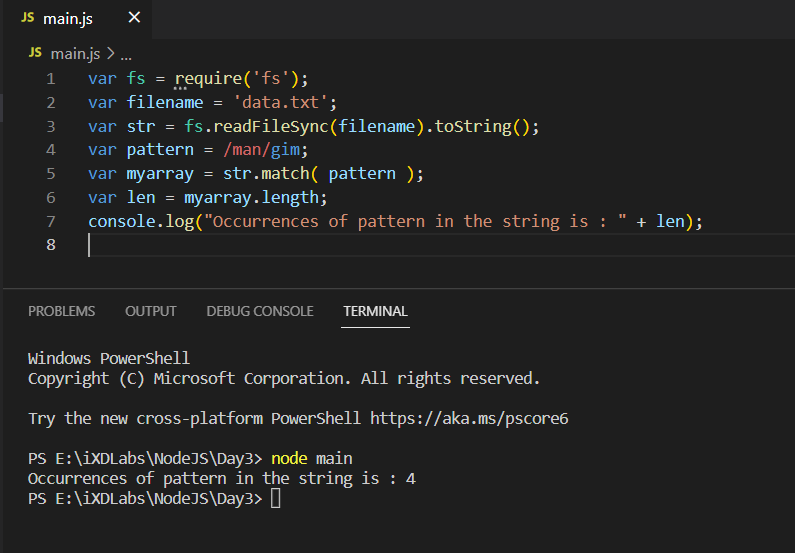 JS main.js ×
JS main.js > ...
1 var fs = require('fs');
2 var filename = 'data.txt';
3 var str = fs.readFileSync(filename).toString();
4 var pattern = /man/gim;
5 var myarray = str.match( pattern );
6 var len = myarray.length;
7 console.log("Occurrences of pattern in the string is : " + len);
8
PROBLEMS OUTPUT DEBUG CONSOLE TERMINAL
Windows PowerShell
Copyright (C) Microsoft Corporation. All rights reserved.
Try the new cross-platform PowerShell https://aka.ms/pscore6
PS E:\iXDLabs\NodeJS\Day3> node main
Occurrences of pattern in the string is : 4
PS E:\iXDLabs\NodeJS\Day3>